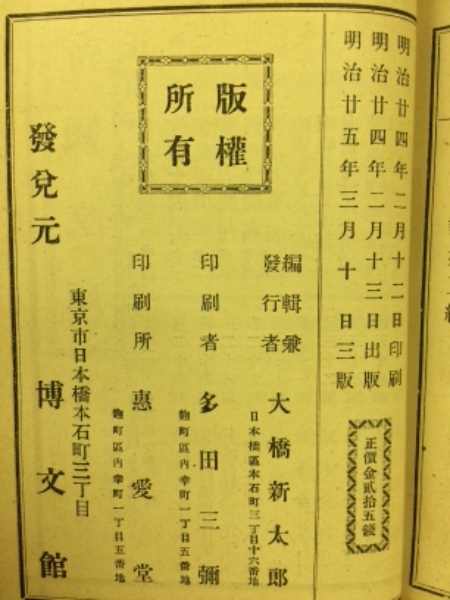 明治廿四年二月十二日印刷
明治廿四年二月十三日出版
明治廿五年三月十日三版
正價金貳拾五錢
版權
所有
編輯兼
發行者
大橋新太郎
日本橋區本石町三丁目十六番地
印刷者
多田三彌
麹町區内幸町一丁目五番地
印刷所
惠愛堂
麹町區内幸町一丁目五番地
發兌元
東京市日本橋本石町三丁目
博文館